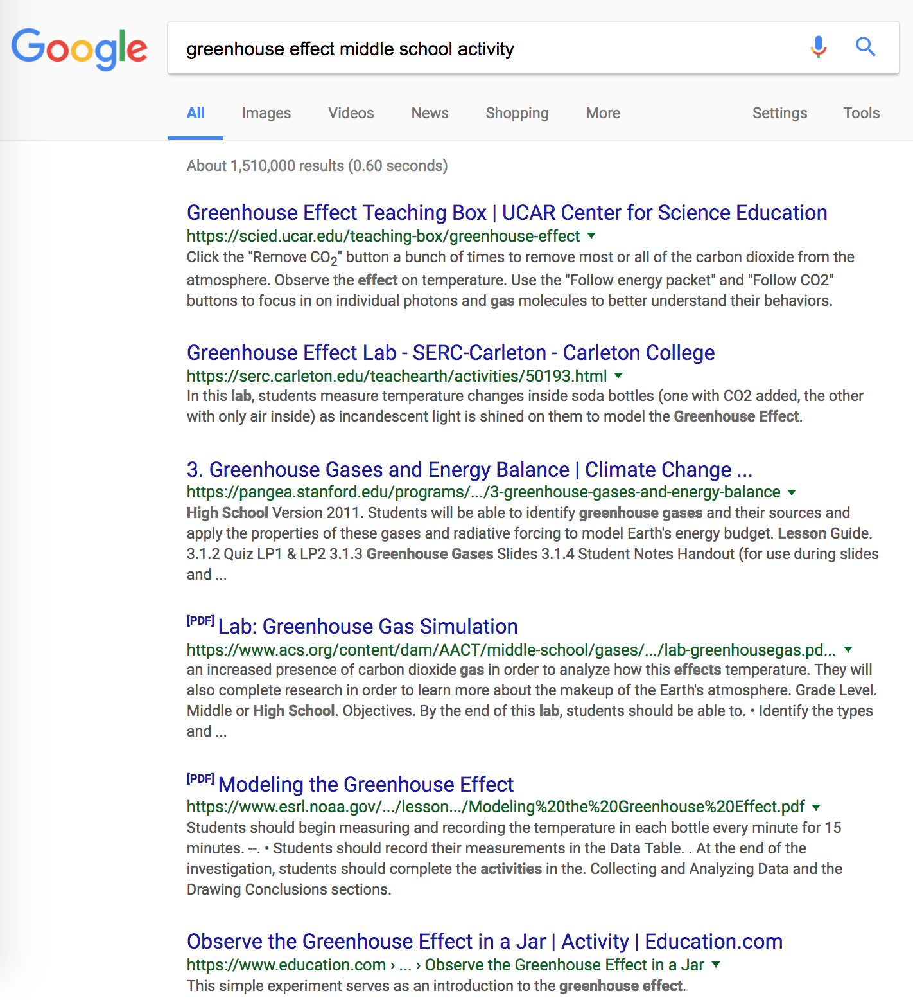 Google
greenhouse effect middle school activity
All Images Videos News Shopping More Settings Tools
About 1,510,000 results (0.60 seconds)
Greenhouse Effect Teaching Box | UCAR Center for Science Education
https://scied.ucar.edu/teaching-box/greenhouse-effect
Click the "Remove CO2" button a bunch of times to remove most or all of the carbon dioxide from the
atmosphere. Observe the effect on temperature. Use the "Follow energy packet" and "Follow CO2"
buttons to focus in on individual photons and gas molecules to better understand their behaviors.
Greenhouse Effect Lab - SERC-Carleton - Carleton College
https://serc.carleton.edu/teachearth/activities/50193.html
In this lab, students measure temperature changes inside soda bottles (one with CO2 added, the other
with only air inside) as incandescent light is shined on them to model the Greenhouse Effect.
3. Greenhouse Gases and Energy Balance | Climate Change ...
https://pangea.stanford.edu/programs/.../3-greenhouse-gases-and-energy-balance
High School Version 2011. Students will be able to identify greenhouse gases and their sources and
apply the properties of these gases and radiative forcing to model Earth's energy budget. Lesson Guide.
3.1.2 Quiz LP1 & LP2 3.1.3 Greenhouse Gases Slides 3.1.4 Student Notes Handout (for use during slides
and ...
[PDF] Lab: Greenhouse Gas Simulation
https://www.acs.org/content/dam/AACT/middle-school/gases/.../lab-greenhousegas.pd...
an increased presence of carbon dioxide gas in order to analyze how this effects temperature. They will
also complete research in order to learn more about the makeup of the Earth's atmosphere. Grade Level.
Middle or High School. Objectives. By the end of this lab, students should be able to. • Identify the types
and ...
[PDF] Modeling the Greenhouse Effect
https://www.esrl.noaa.gov/.../lesson.../Modeling%20the%20Greenhouse%20Effect.pdf
Students should begin measuring and recording the temperature in each bottle every minute for 15
minutes. --. • Students should record their measurements in the Data Table. . At the end of the
investigation, students should complete the activities in the. Collecting and Analyzing Data and the
Drawing Conclusions sections.
Observe the Greenhouse Effect in a Jar | Activity | Education.com
https://www.education.com › ... › Observe the Greenhouse Effect in a Jar
This simple experiment serves as an introduction to the greenhouse effect.